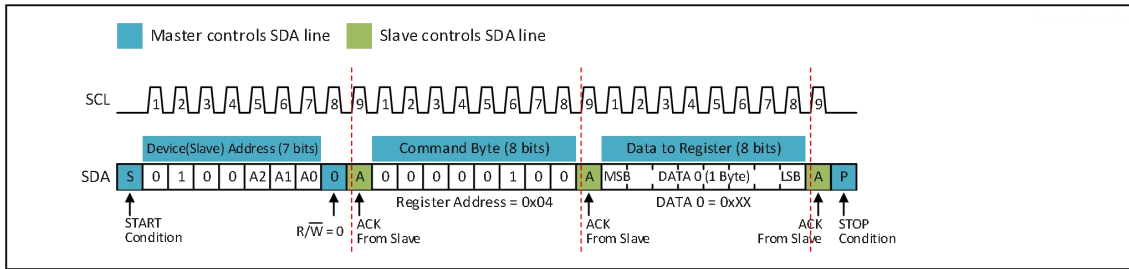 Master controls SDA line Slave controls SDA line
SCL 1 2 3 4 5 6 7 8 9 1 2 3 4 5 6 7 8 9 1 2 3 4 5 6 7 8 9
Device(Slave) Address (7 bits) Command Byte (8 bits) Data to Register (8 bits)
SDA S 0 1 0 0 A2 A1 A0 0 A 0 0 0 0 0 1 0 0 A MSB DATA 0 (1 Byte) LSB A P
Register Address = 0x04 DATA 0 = 0xXX
START Condition R/W̅ = 0 ACK From Slave ACK From Slave ACK From Slave STOP Condition